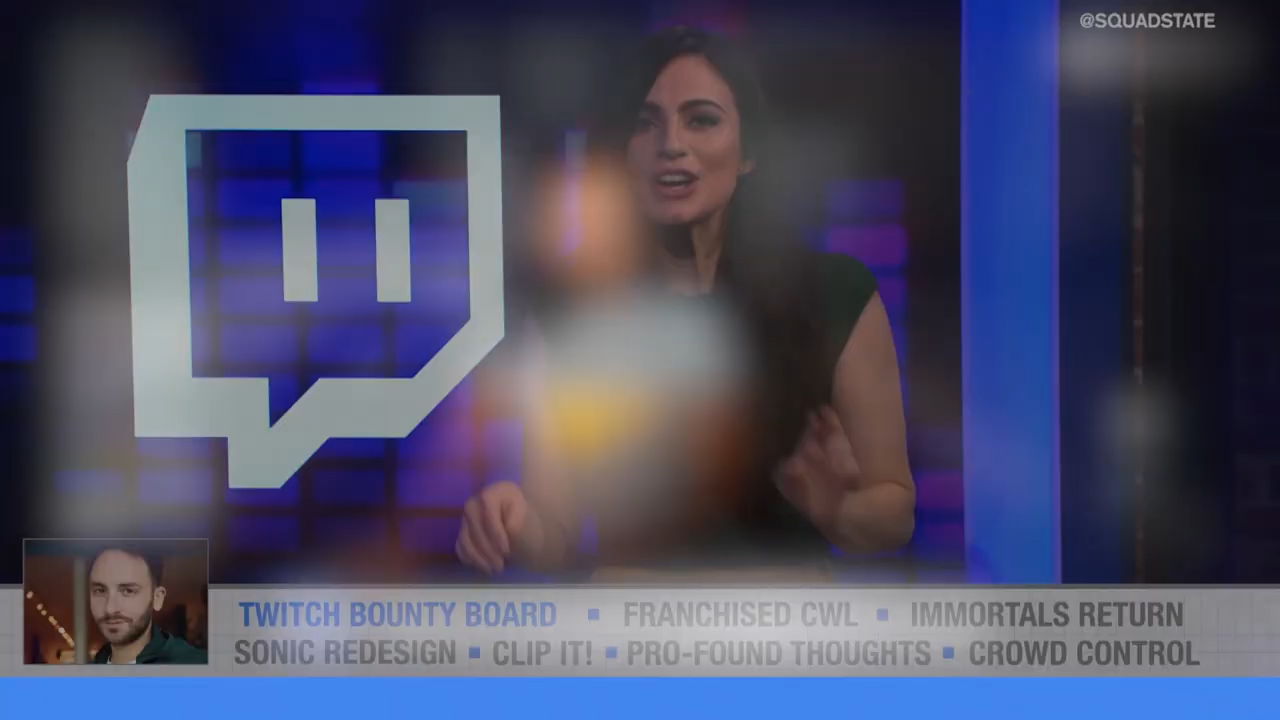 @SQUADSTATE
TWITCH BOUNTY BOARD ▪ FRANCHISED CWL ▪ IMMORTALS RETURN
SONIC REDESIGN ▪ CLIP IT! ▪ PRO-FOUND THOUGHTS ▪ CROWD CONTROL